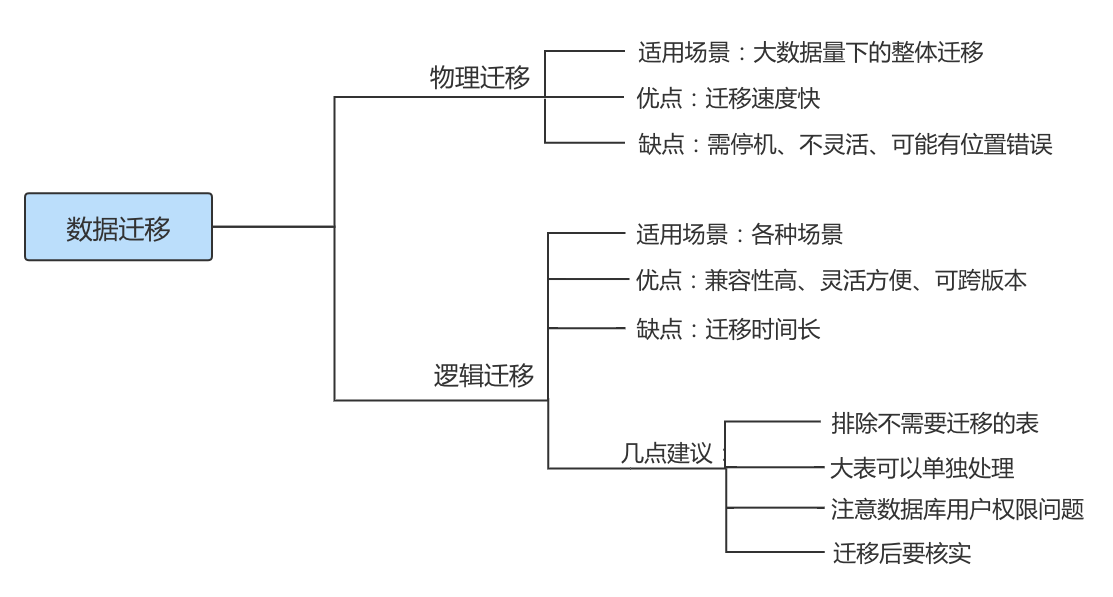 数据迁移
物理迁移
适用场景：大数据量下的整体迁移
优点：迁移速度快
缺点：需停机、不灵活、可能有位置错误
逻辑迁移
适用场景：各种场景
优点：兼容性高、灵活方便、可跨版本
缺点：迁移时间长
几点建议：
排除不需要迁移的表
大表可以单独处理
注意数据库用户权限问题
迁移后要核实